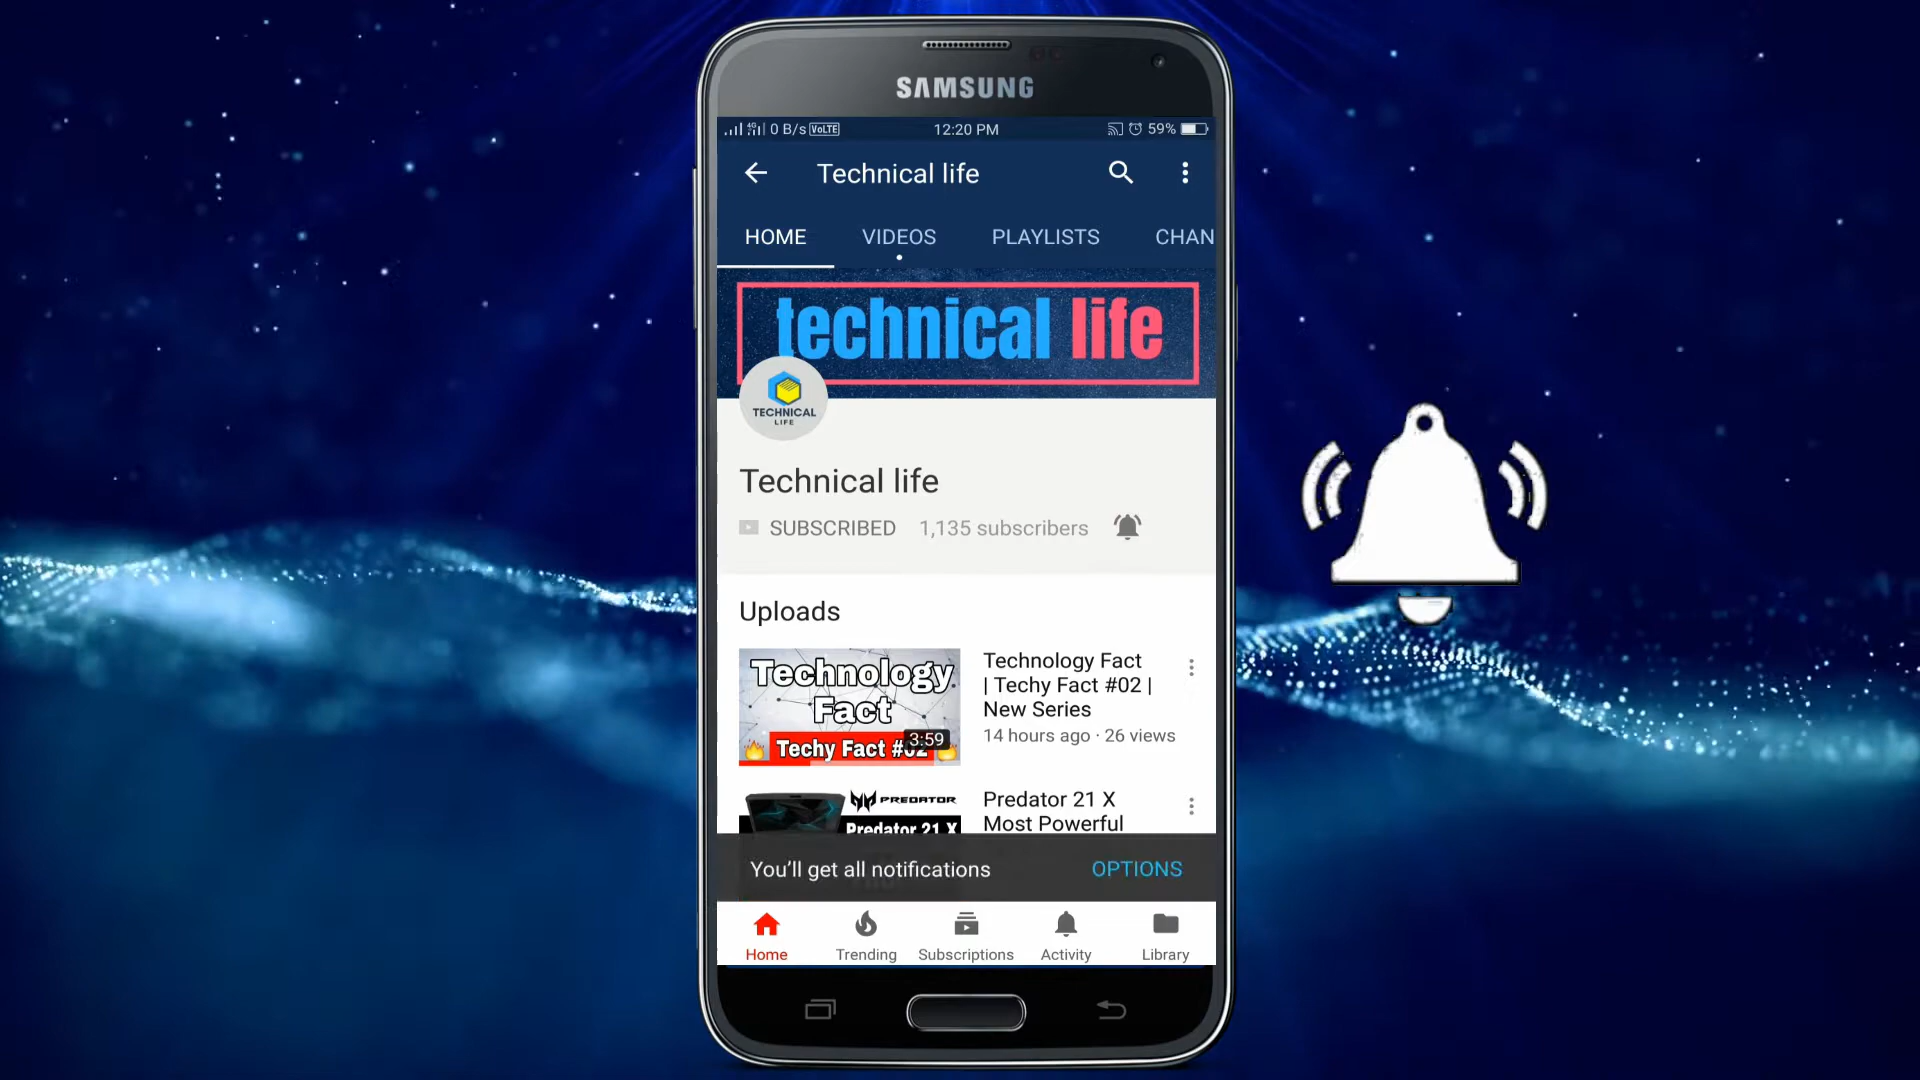 SAMSUNG
4G 0 B/s VoLTE 12:20 PM 59%
Technical life
HOME VIDEOS PLAYLISTS CHAN
technical life
TECHNICAL
LIFE
Technical life
SUBSCRIBED 1,135 subscribers
Uploads
Technology
Fact
3:59
Techy Fact #02
Technology Fact
| Techy Fact #02 |
New Series
14 hours ago · 26 views
PREDATOR
Predator 21 X
Predator 21 X
Most Powerful
You’ll get all notifications OPTIONS
Home Trending Subscriptions Activity Library